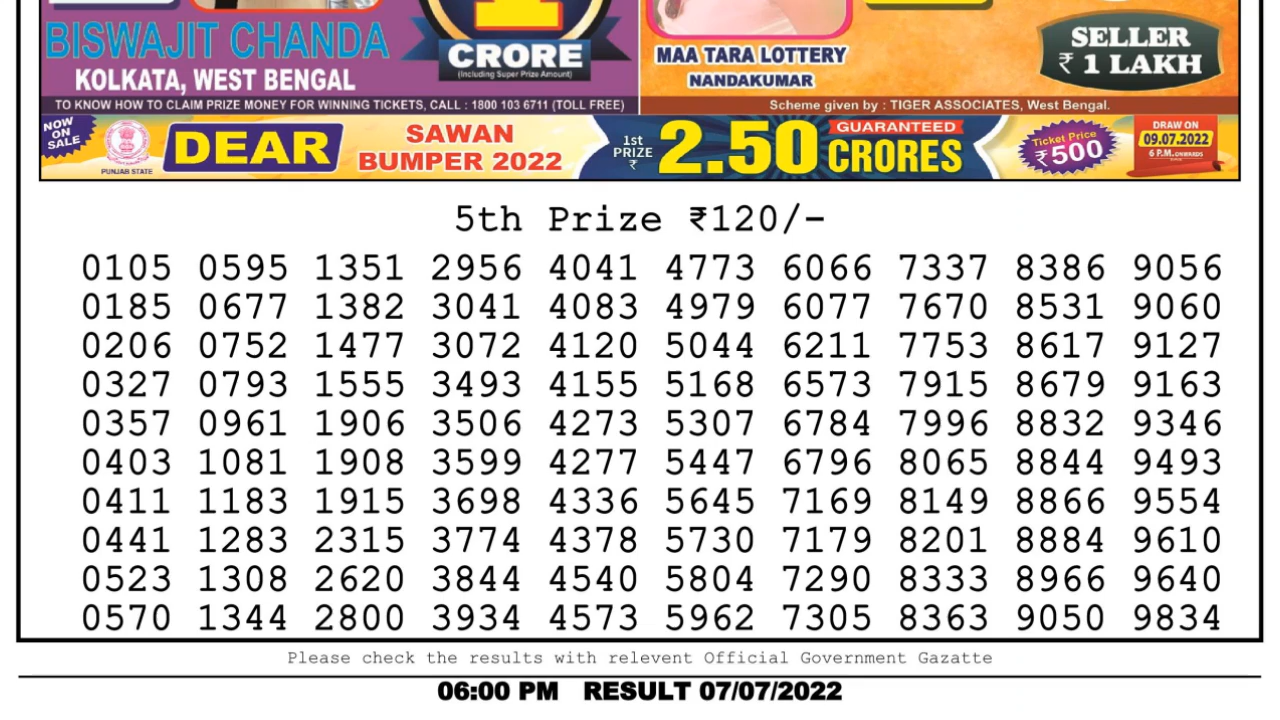 BISWAJIT CHANDA
KOLKATA, WEST BENGAL
1
CRORE
(Including Super Prize Amount)
MAA TARA LOTTERY
NANDAKUMAR
SELLER
₹ 1 LAKH
TO KNOW HOW TO CLAIM PRIZE MONEY FOR WINNING TICKETS, CALL : 1800 103 6711 (TOLL FREE)
Scheme given by : TIGER ASSOCIATES, West Bengal.
NOW
ON
SALE
PUNJAB STATE
DEAR
SAWAN
BUMPER 2022
1st
PRIZE
₹
2.50
GUARANTEED
CRORES
Ticket Price
₹500
DRAW ON
09.07.2022
6 P.M. ONWARDS
5th Prize ₹120/-
0105 0595 1351 2956 4041 4773 6066 7337 8386 9056
0185 0677 1382 3041 4083 4979 6077 7670 8531 9060
0206 0752 1477 3072 4120 5044 6211 7753 8617 9127
0327 0793 1555 3493 4155 5168 6573 7915 8679 9163
0357 0961 1906 3506 4273 5307 6784 7996 8832 9346
0403 1081 1908 3599 4277 5447 6796 8065 8844 9493
0411 1183 1915 3698 4336 5645 7169 8149 8866 9554
0441 1283 2315 3774 4378 5730 7179 8201 8884 9610
0523 1308 2620 3844 4540 5804 7290 8333 8966 9640
0570 1344 2800 3934 4573 5962 7305 8363 9050 9834
Please check the results with relevent Official Government Gazatte
06:00 PM RESULT 07/07/2022